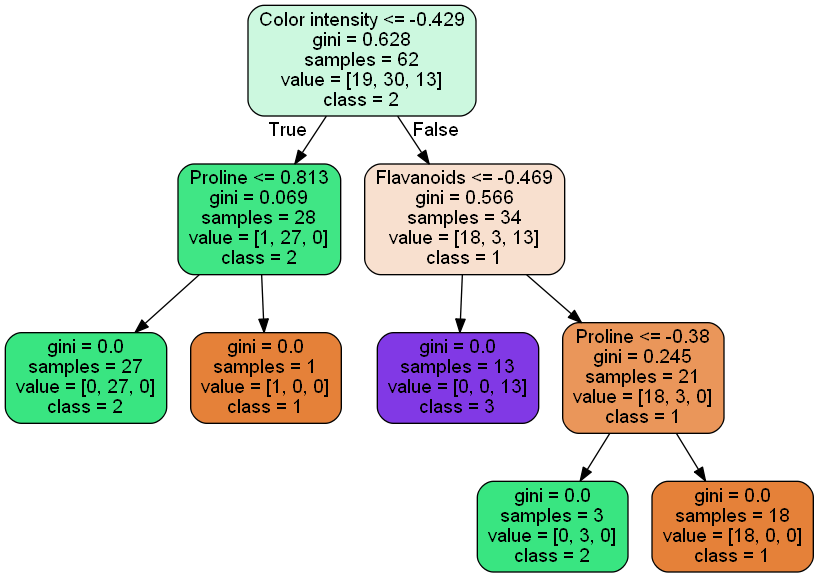 Color intensity <= -0.429
gini = 0.628
samples = 62
value = [19, 30, 13]
class = 2
True
False
Proline <= 0.813
gini = 0.069
samples = 28
value = [1, 27, 0]
class = 2
Flavanoids <= -0.469
gini = 0.566
samples = 34
value = [18, 3, 13]
class = 1
gini = 0.0
samples = 27
value = [0, 27, 0]
class = 2
gini = 0.0
samples = 1
value = [1, 0, 0]
class = 1
gini = 0.0
samples = 13
value = [0, 0, 13]
class = 3
Proline <= -0.38
gini = 0.245
samples = 21
value = [18, 3, 0]
class = 1
gini = 0.0
samples = 3
value = [0, 3, 0]
class = 2
gini = 0.0
samples = 18
value = [18, 0, 0]
class = 1